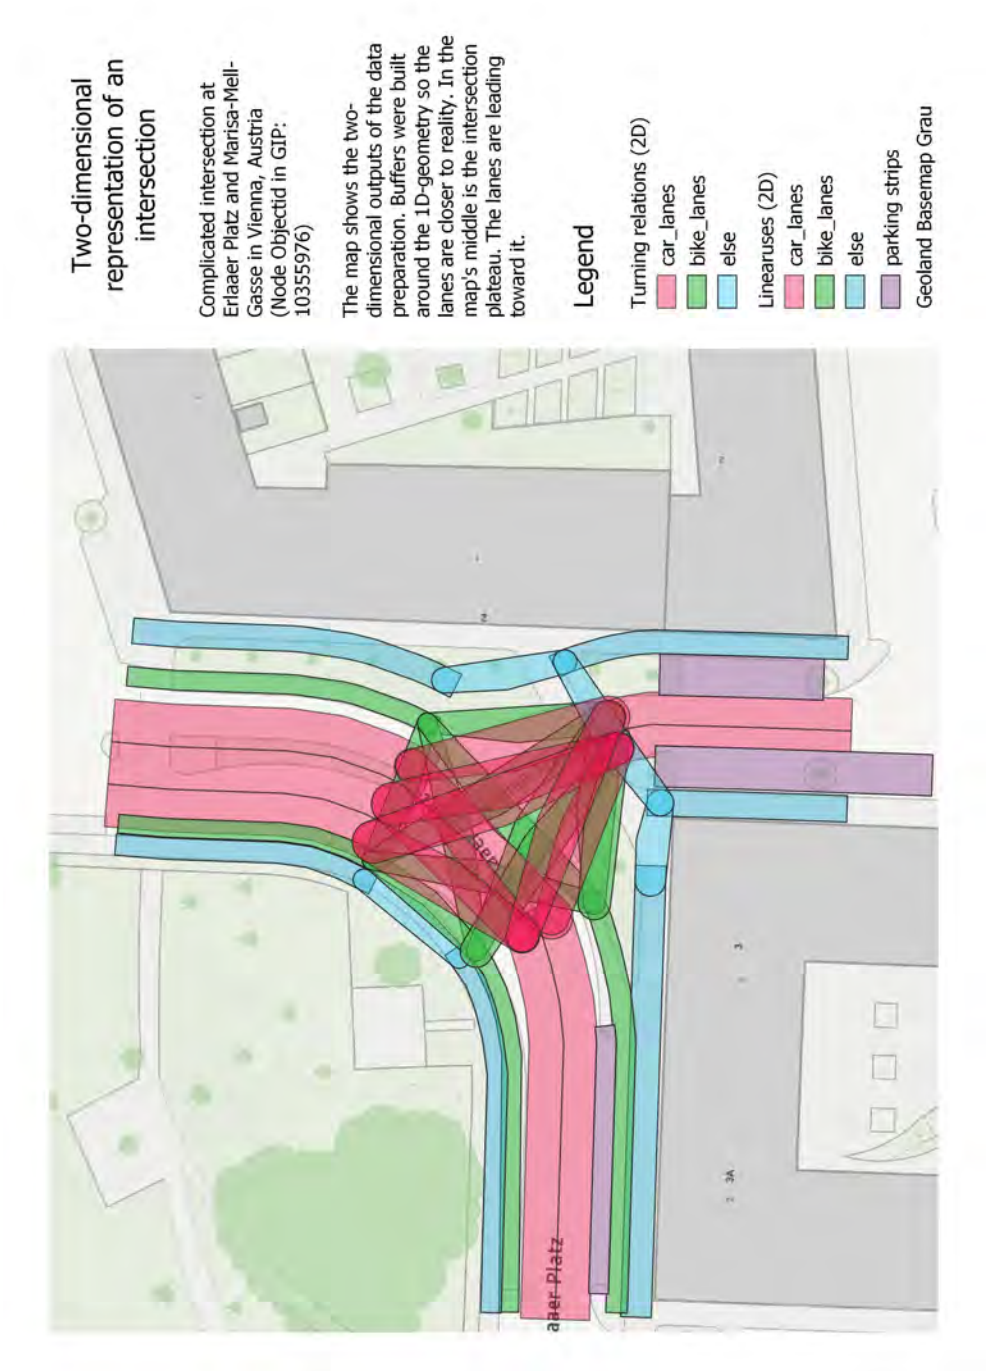 Two-dimensional
representation of an
intersection
Complicated intersection at
Erlaaer Platz and Marisa-Mell-
Gasse in Vienna, Austria
(Node Objectid in GIP:
10355976)
The map shows the two-
dimensional outputs of the data
preparation. Buffers were built
around the 1D-geometry so the
lanes are closer to reality. In the
map's middle is the intersection
plateau. The lanes are leading
toward it.
Legend
Turning relations (2D)
car_lanes
bike_lanes
else
Linearuses (2D)
car_lanes
bike_lanes
else
parking strips
Geoland Basemap Grau
aaer Platz
2
3
3A